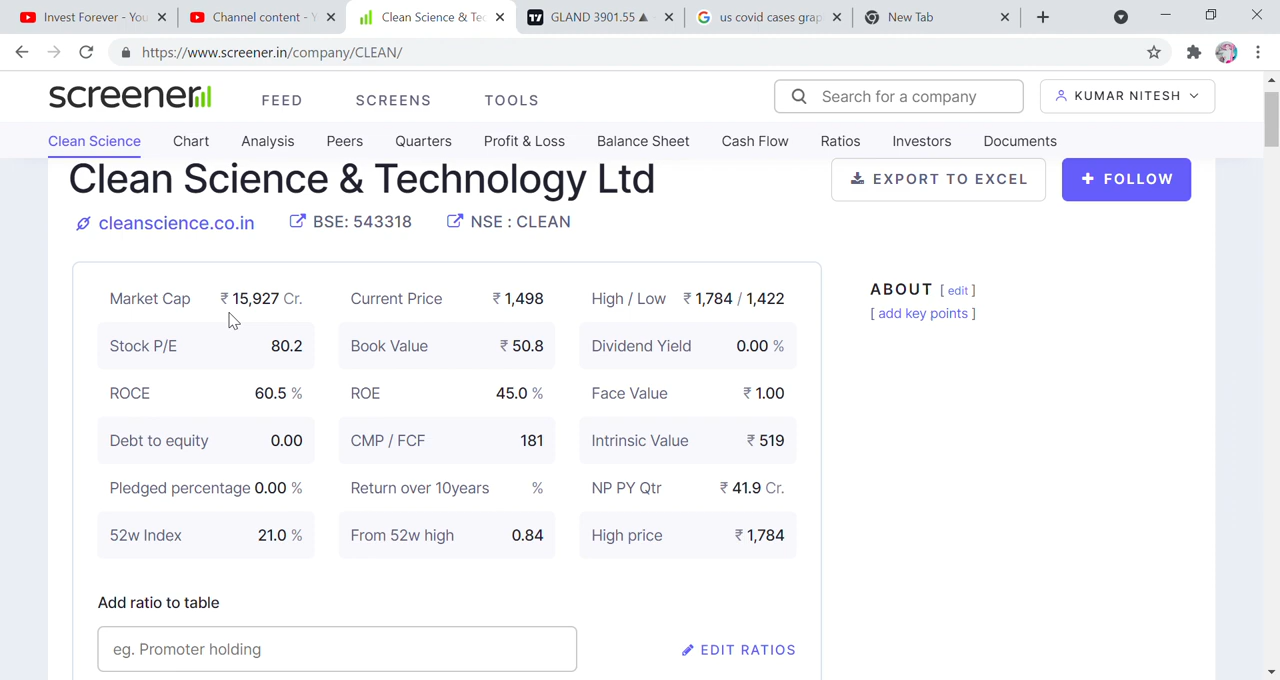 Invest Forever - You
Channel content - Y
Clean Science & Tec
GLAND 3901.55 ▲
us covid cases grap
New Tab
https://www.screener.in/company/CLEAN/
screener
FEED
SCREENS
TOOLS
Search for a company
KUMAR NITESH
Clean Science Chart Analysis Peers Quarters Profit & Loss Balance Sheet Cash Flow Ratios Investors Documents
Clean Science & Technology Ltd
EXPORT TO EXCEL
+ FOLLOW
cleanscience.co.in BSE: 543318 NSE : CLEAN
Market Cap ₹ 15,927 Cr. Current Price ₹ 1,498 High / Low ₹ 1,784 / 1,422
Stock P/E 80.2 Book Value ₹ 50.8 Dividend Yield 0.00 %
ROCE 60.5 % ROE 45.0 % Face Value ₹ 1.00
Debt to equity 0.00 CMP / FCF 181 Intrinsic Value ₹ 519
Pledged percentage 0.00 % Return over 10years % NP PY Qtr ₹ 41.9 Cr.
52w Index 21.0 % From 52w high 0.84 High price ₹ 1,784
ABOUT [ edit ]
[ add key points ]
Add ratio to table
eg. Promoter holding
EDIT RATIOS